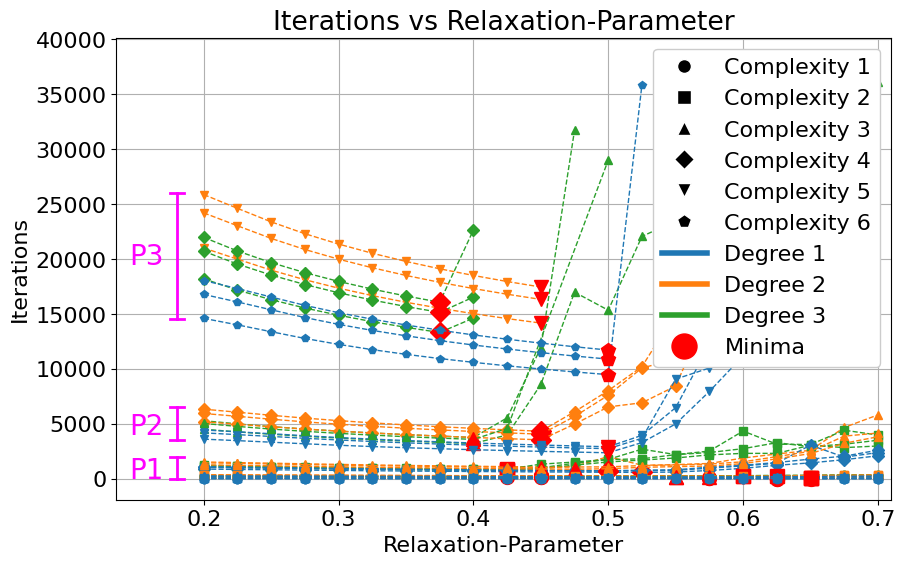 Iterations vs Relaxation-Parameter
40000
35000
30000
25000
20000
15000
10000
5000
0
Iterations
P3
P2
P1
Complexity 1
Complexity 2
Complexity 3
Complexity 4
Complexity 5
Complexity 6
Degree 1
Degree 2
Degree 3
Minima
0.2 0.3 0.4 0.5 0.6 0.7
Relaxation-Parameter